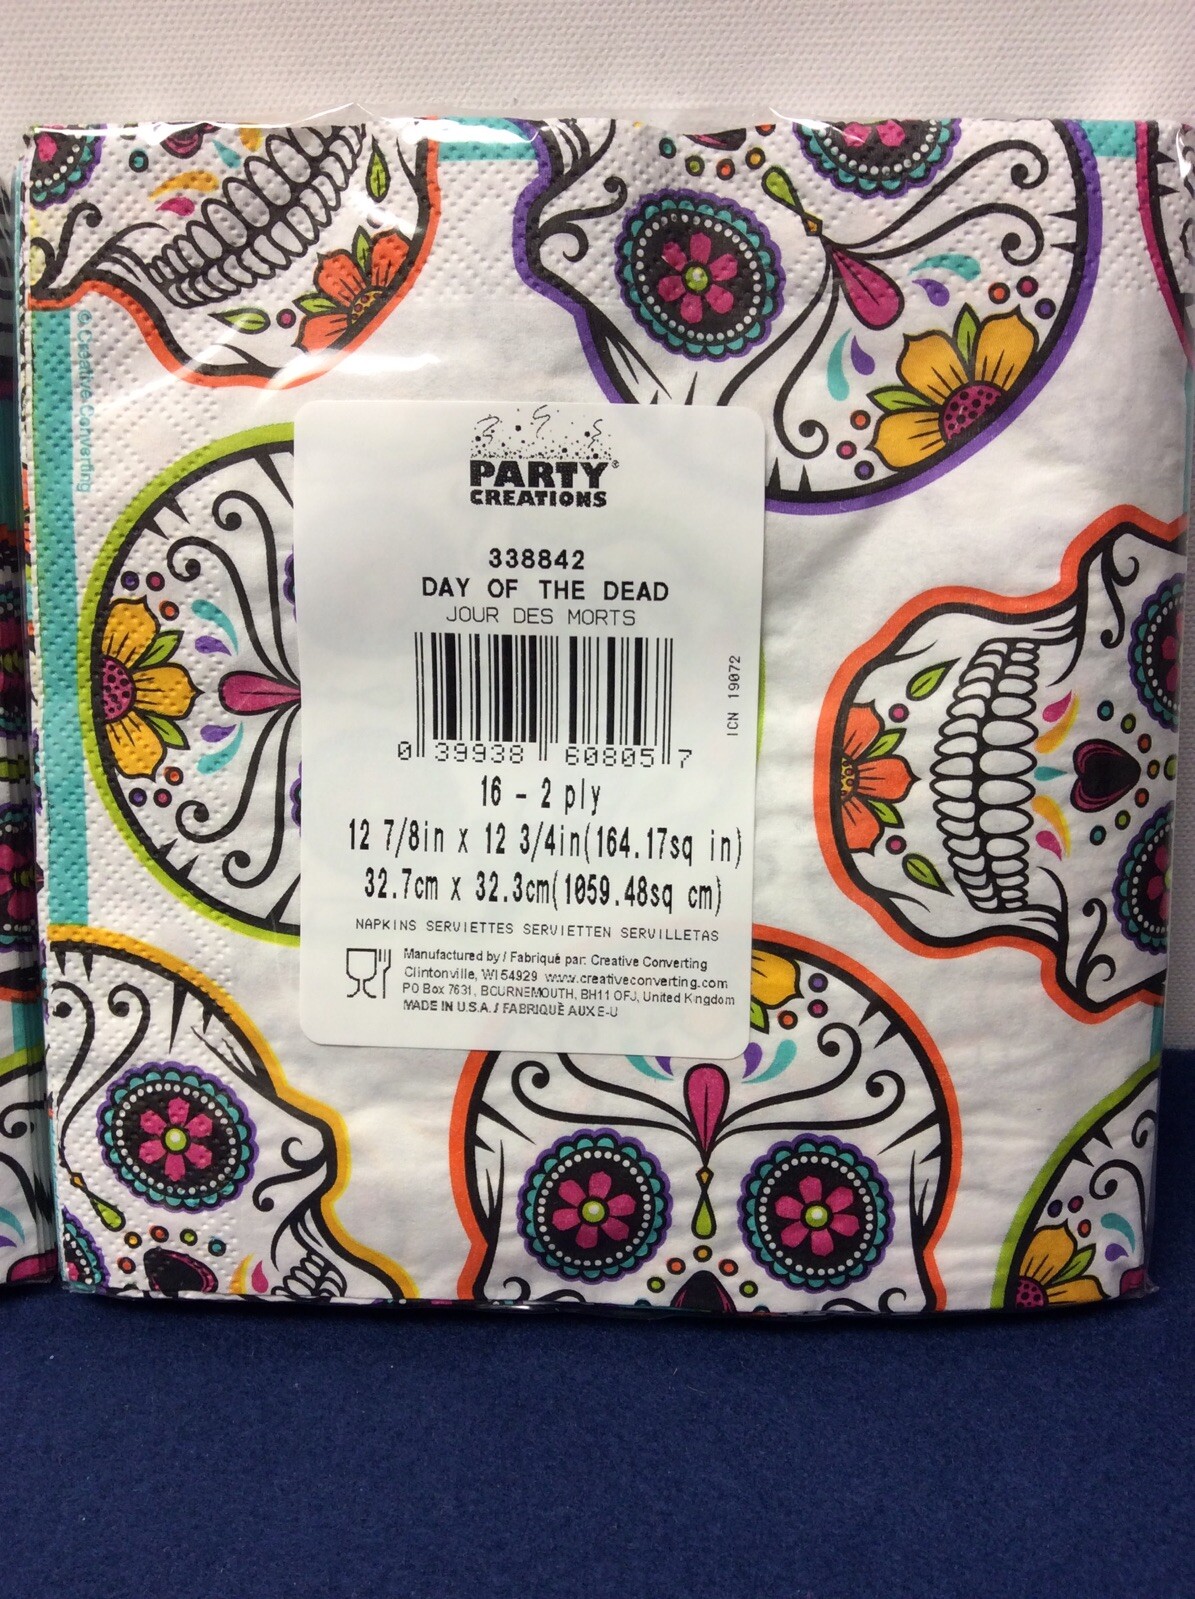 © Creative Converting
PARTY®
CREATIONS
338842
DAY OF THE DEAD
JOUR DES MORTS
ICN 19072
0 39938 60805 7
16 - 2 ply
12 7/8in x 12 3/4in(164.17sq in)
32.7cm x 32.3cm(1059.48sq cm)
NAPKINS SERVIETTES SERVIETTEN SERVILLETAS
Manufactured by / Fabriqué par: Creative Converting
Clintonville, WI 54929 www.creativeconverting.com
PO Box 7631, BOURNEMOUTH, BH11 OFJ, United Kingdom
MADE IN U.S.A. / FABRIQUÈ AUX E-U